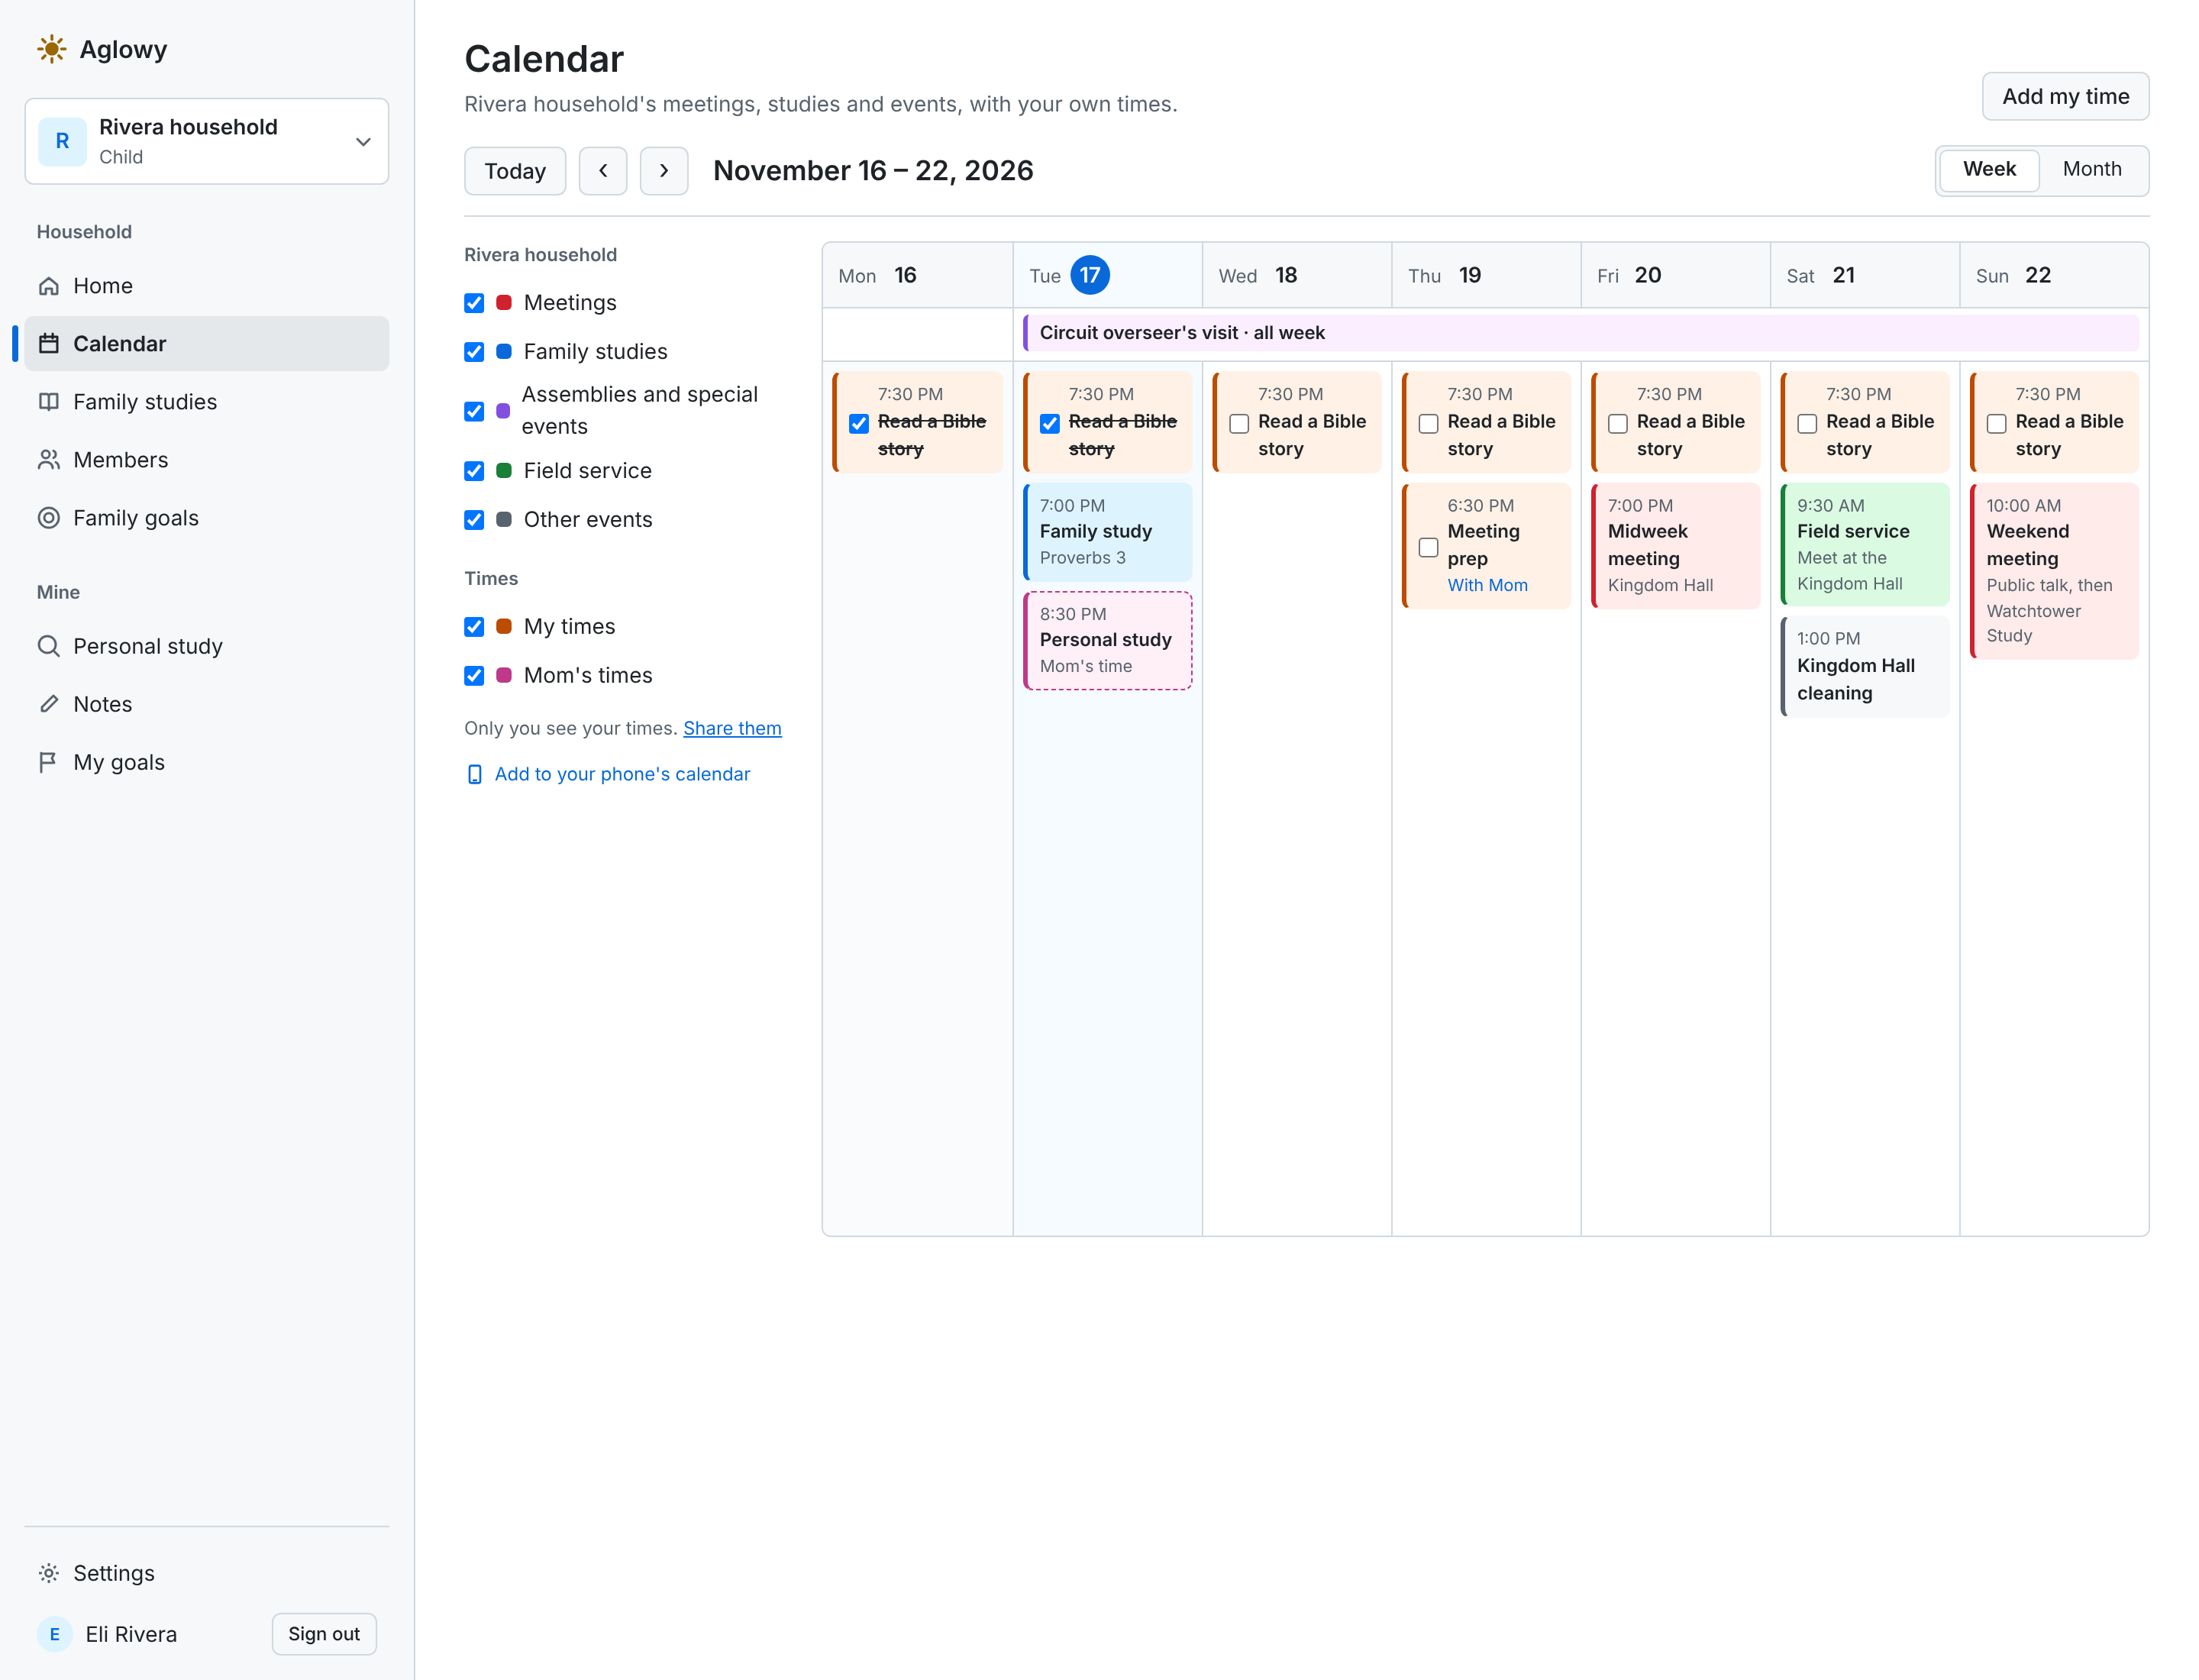 Aglowy
R
Rivera household
Child
Household
Home
Calendar
Family studies
Members
Family goals
Mine
Personal study
Notes
My goals
Settings
E
Eli Rivera
Sign out
Calendar
Rivera household's meetings, studies and events, with your own times.
Add my time
Today
November 16 – 22, 2026
Week
Month
Rivera household
Meetings
Family studies
Assemblies and special
events
Field service
Other events
Times
My times
Mom's times
Only you see your times. Share them
Add to your phone's calendar
Mon 16
Tue 17
Wed 18
Thu 19
Fri 20
Sat 21
Sun 22
Circuit overseer's visit · all week
7:30 PM
Read a Bible
story
7:30 PM
Read a Bible
story
7:00 PM
Family study
Proverbs 3
8:30 PM
Personal study
Mom's time
7:30 PM
Read a Bible
story
7:30 PM
Read a Bible
story
6:30 PM
Meeting
prep
With Mom
7:30 PM
Read a Bible
story
7:00 PM
Midweek
meeting
Kingdom Hall
7:30 PM
Read a Bible
story
9:30 AM
Field service
Meet at the
Kingdom Hall
1:00 PM
Kingdom Hall
cleaning
7:30 PM
Read a Bible
story
10:00 AM
Weekend
meeting
Public talk, then
Watchtower
Study